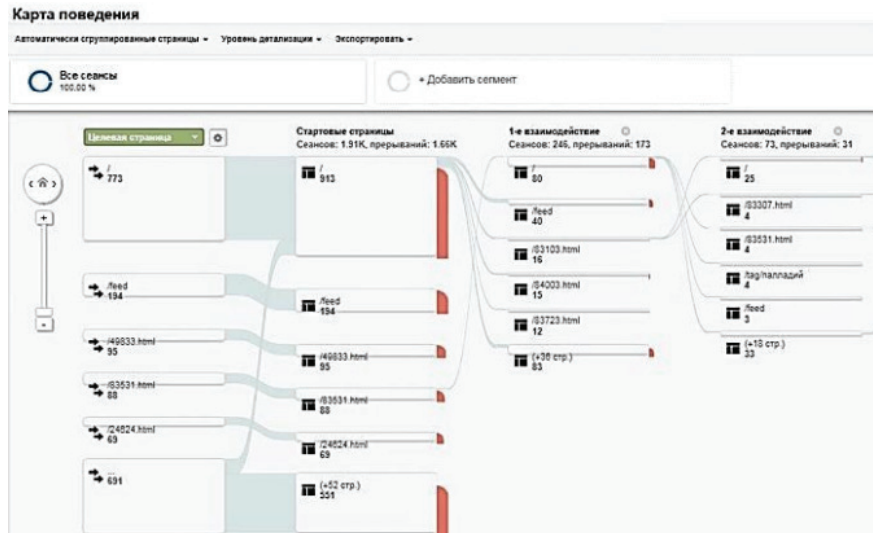 Карта поведения
Автоматически сгруппированные страницы
Уровень детализации
Экспортировать
Все сеансы
100.00 %
+ Добавить сегмент
Целевая страница
/
773
/feed
194
/49833.html
95
/83531.html
88
/24624.html
69
...
691
Стартовые страницы
Сеансов: 1.91K, прерываний: 1.66K
/
913
/feed
194
/49833.html
95
/83531.html
88
/24624.html
69
(+52 стр.)
551
1-е взаимодействие
Сеансов: 246, прерываний: 173
/
80
/feed
40
/83103.html
16
/84003.html
15
/83723.html
12
(+36 стр.)
83
2-е взаимодействие
Сеансов: 73, прерываний: 31
/
25
/83307.html
4
/83531.html
4
/tag/палладий
4
/feed
3
(+18 стр.)
33